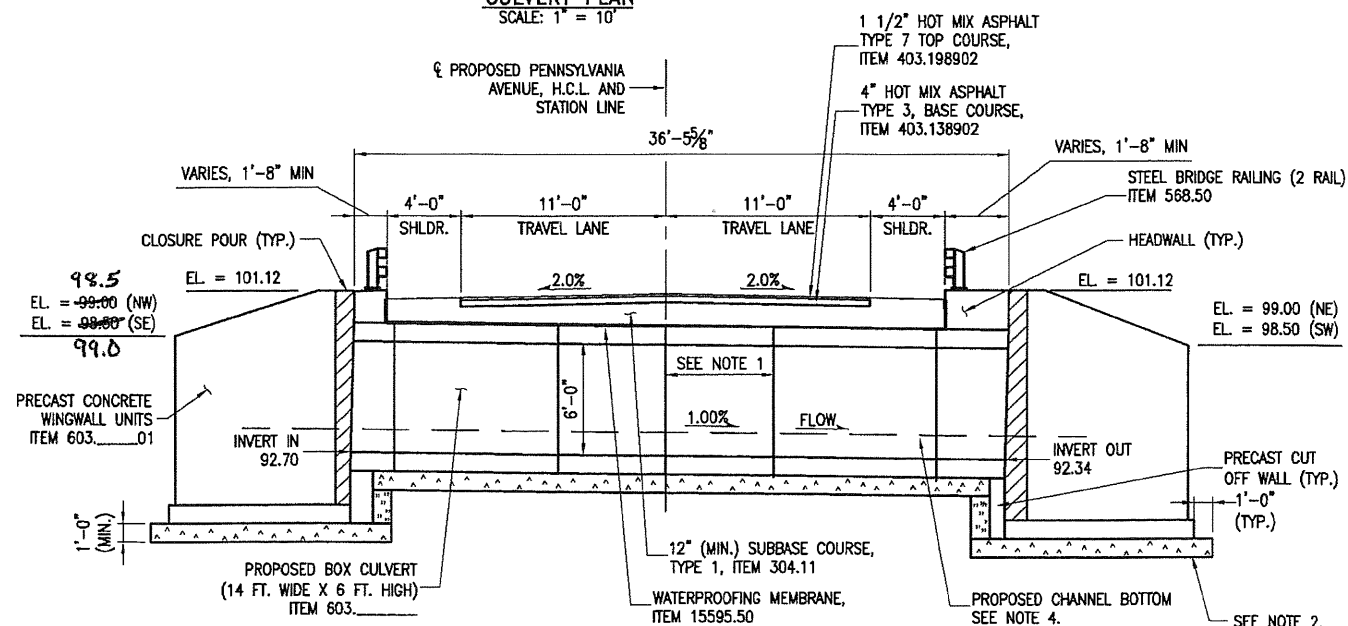 CULVERT PLAN
SCALE: 1" = 10'
1 1/2" HOT MIX ASPHALT
TYPE 7 TOP COURSE,
ITEM 403.198902
℄ PROPOSED PENNSYLVANIA
AVENUE, H.C.L. AND
STATION LINE
4" HOT MIX ASPHALT
TYPE 3, BASE COURSE,
ITEM 403.138902
36'-5⅝"
VARIES, 1'-8" MIN
VARIES, 1'-8" MIN
STEEL BRIDGE RAILING (2 RAIL)
ITEM 568.50
4'-0"
SHLDR.
11'-0"
TRAVEL LANE
11'-0"
TRAVEL LANE
4'-0"
SHLDR.
CLOSURE POUR (TYP.)
HEADWALL (TYP.)
98.5
EL. = 99.00 (NW)
EL. = 98.50 (SE)
99.0
EL. = 101.12
2.0%
2.0%
EL. = 101.12
EL. = 99.00 (NE)
EL. = 98.50 (SW)
SEE NOTE 1
6'-0"
PRECAST CONCRETE
WINGWALL UNITS
ITEM 603.____01
1.00%
FLOW
INVERT IN
92.70
INVERT OUT
92.34
PRECAST CUT
OFF WALL (TYP.)
1'-0"
(TYP.)
1'-0"
(MIN.)
12" (MIN.) SUBBASE COURSE,
TYPE 1, ITEM 304.11
PROPOSED BOX CULVERT
(14 FT. WIDE X 6 FT. HIGH)
ITEM 603.______
WATERPROOFING MEMBRANE,
ITEM 15595.50
PROPOSED CHANNEL BOTTOM
SEE NOTE 4.
SEE NOTE 2.